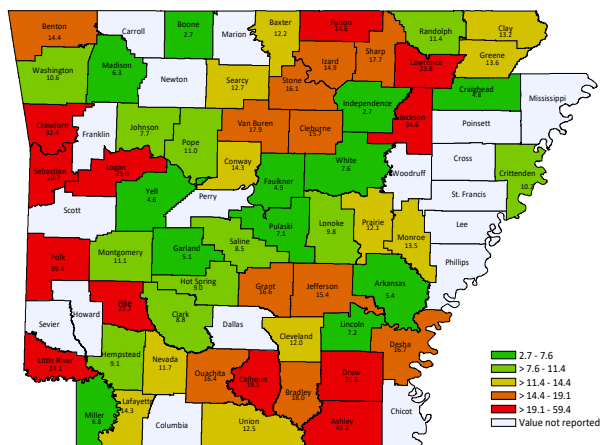 Benton
14.4
Carroll
Boone
2.7
Marion
Baxter
12.2
Fulton
Randolph
11.4
Clay
13.2
Washington
10.6
Madison
6.3
Newton
Searcy
12.7
Stone
16.1
Izard
14.9
Sharp
17.7
Lawrence
Greene
13.6
Craighead
4.8
Mississippi
Crawford
32.4
Franklin
Johnson
7.7
Pope
11.0
Van Buren
17.9
Cleburne
15.7
Independence
2.7
Jackson
34.6
Poinsett
Sebastian
Logan
Conway
14.3
Faulkner
4.9
White
7.6
Woodruff
Cross
Crittenden
10.2
Scott
Yell
4.6
Perry
Pulaski
7.1
Lonoke
9.8
Prairie
12.1
Monroe
13.5
St. Francis
Lee
Phillips
Polk
59.4
Montgomery
11.1
Garland
5.1
Saline
8.5
Hot Spring
9.0
Grant
16.6
Jefferson
15.4
Arkansas
5.4
Sevier
Howard
Pike
Clark
8.8
Dallas
Cleveland
12.0
Lincoln
7.2
Desha
16.7
Little River
24.1
Hempstead
9.1
Nevada
11.7
Ouachita
16.4
Calhoun
Bradley
18.0
Drew
Miller
6.8
Lafayette
14.3
Columbia
Union
12.5
Ashley
Chicot
2.7 - 7.6
> 7.6 - 11.4
> 11.4 - 14.4
> 14.4 - 19.1
> 19.1 - 59.4
Value not reported